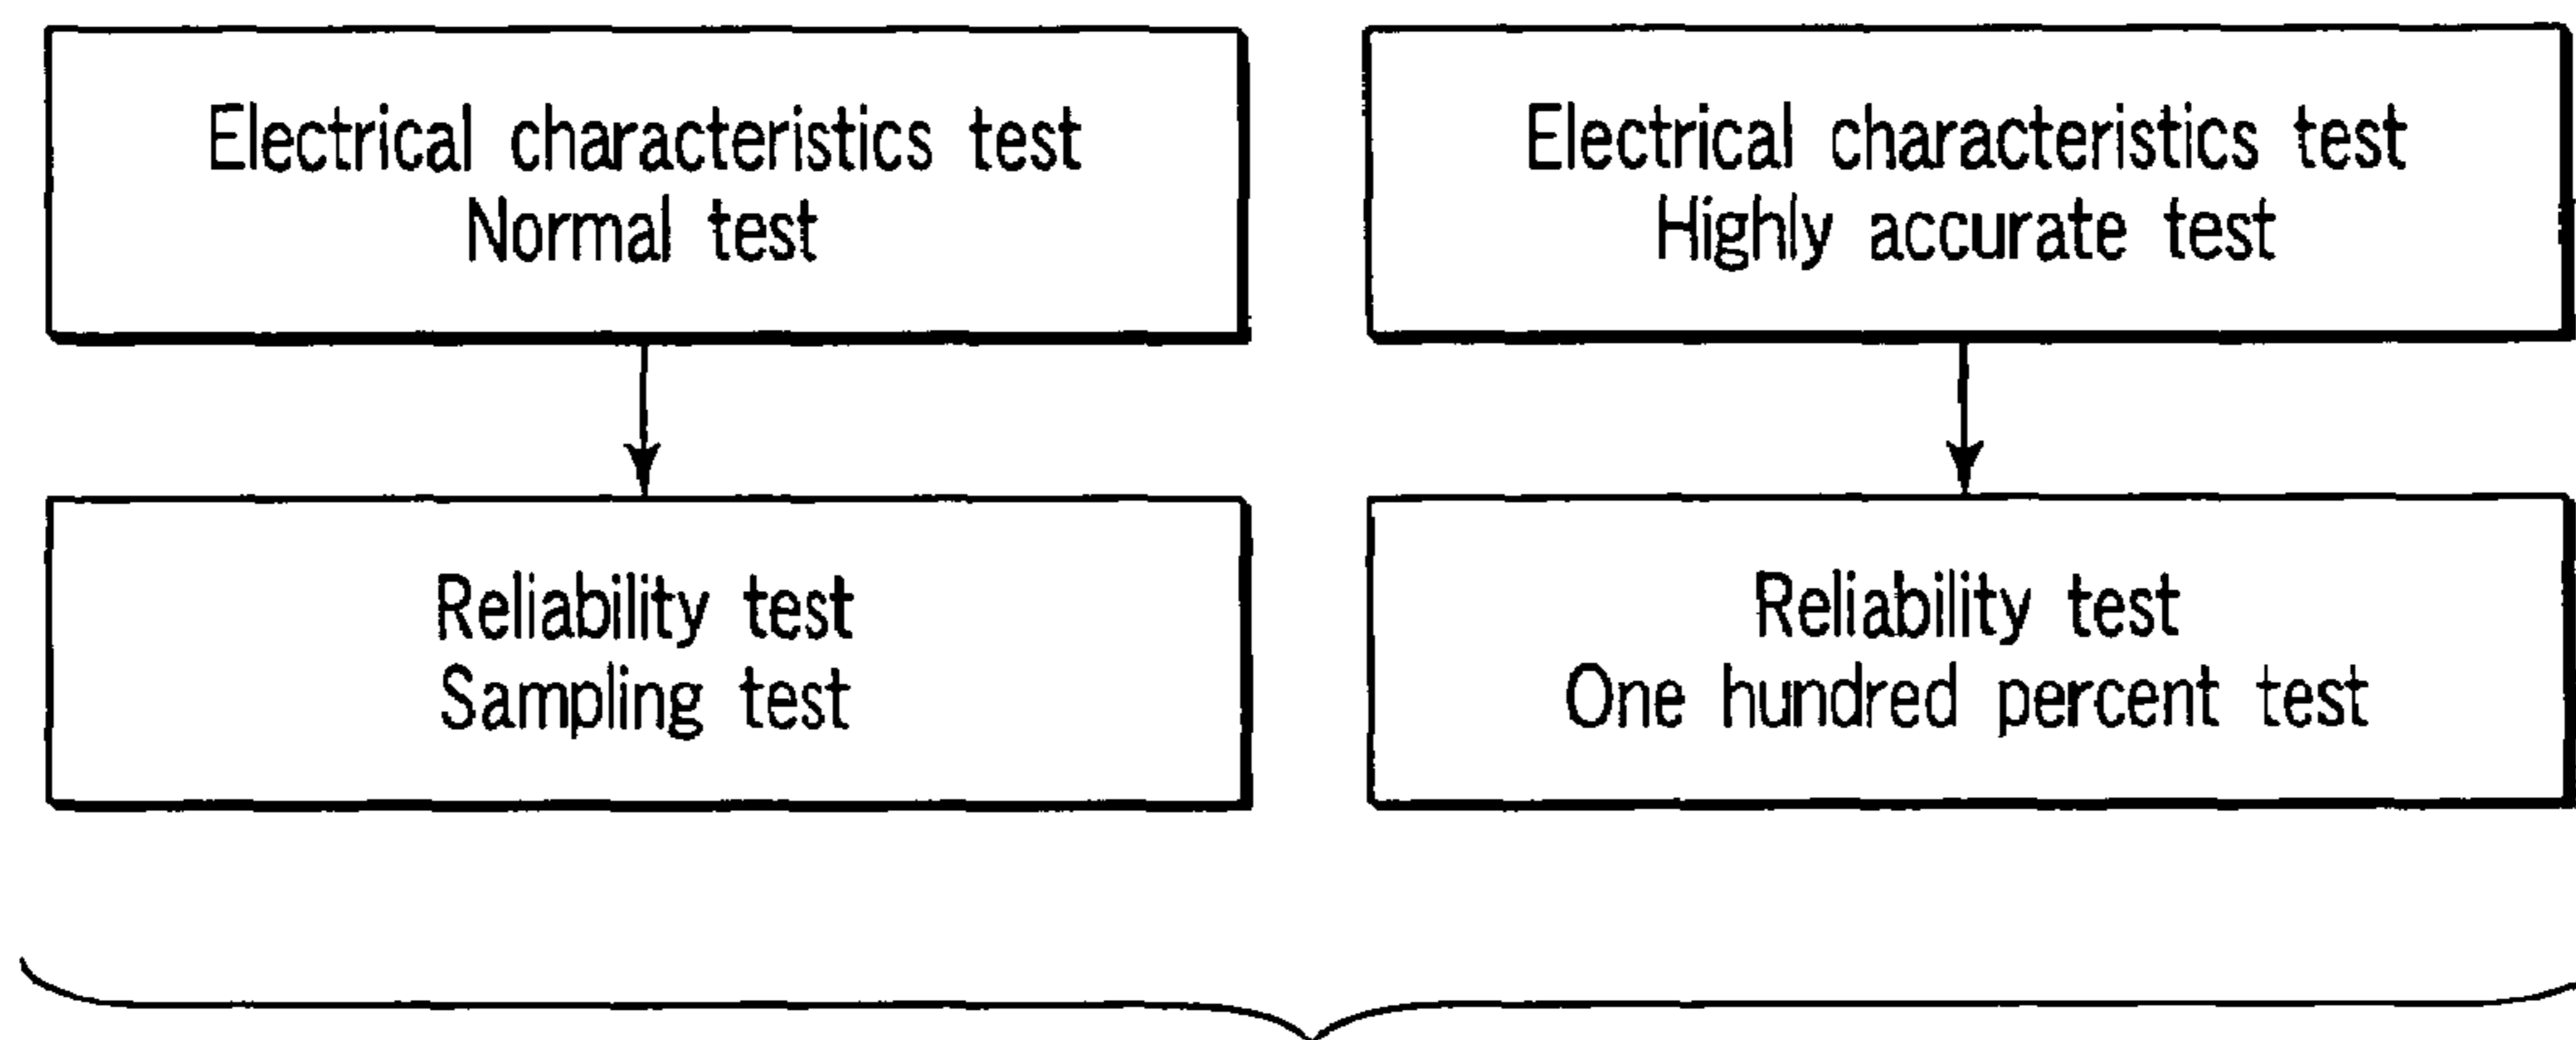 Electrical characteristics test
Normal test
Electrical characteristics test
Highly accurate test
Reliability test
Sampling test
Reliability test
One hundred percent test